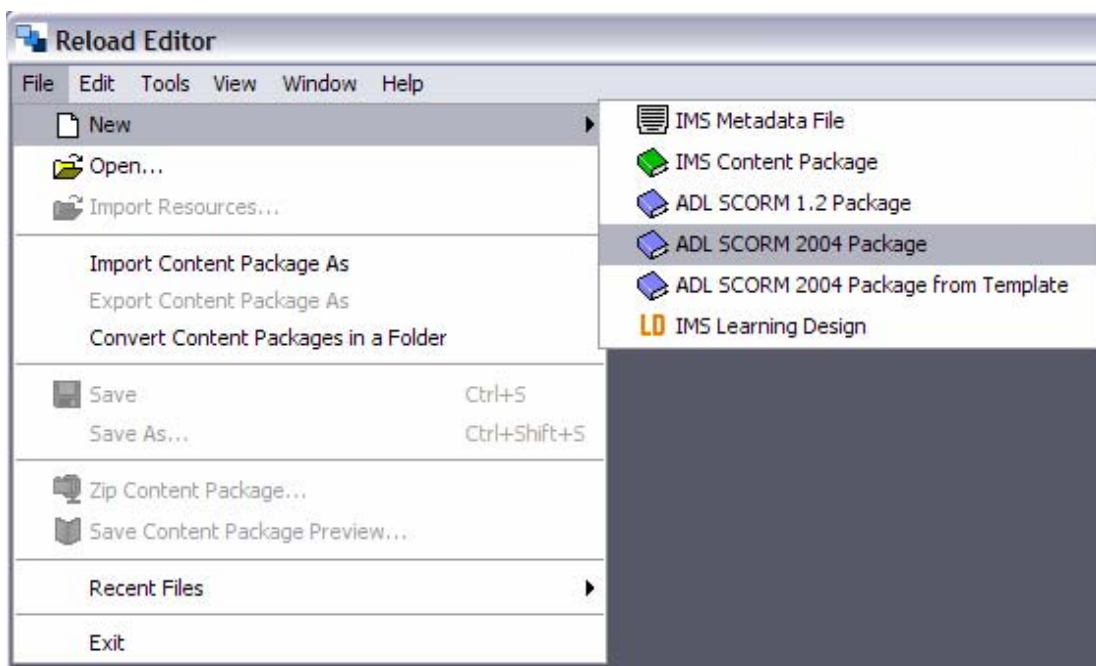 Reload Editor
File Edit Tools View Window Help
New
Open...
Import Resources...
Import Content Package As
Export Content Package As
Convert Content Packages in a Folder
Save Ctrl+S
Save As... Ctrl+Shift+S
Zip Content Package...
Save Content Package Preview...
Recent Files
Exit
IMS Metadata File
IMS Content Package
ADL SCORM 1.2 Package
ADL SCORM 2004 Package
ADL SCORM 2004 Package from Template
LD IMS Learning Design